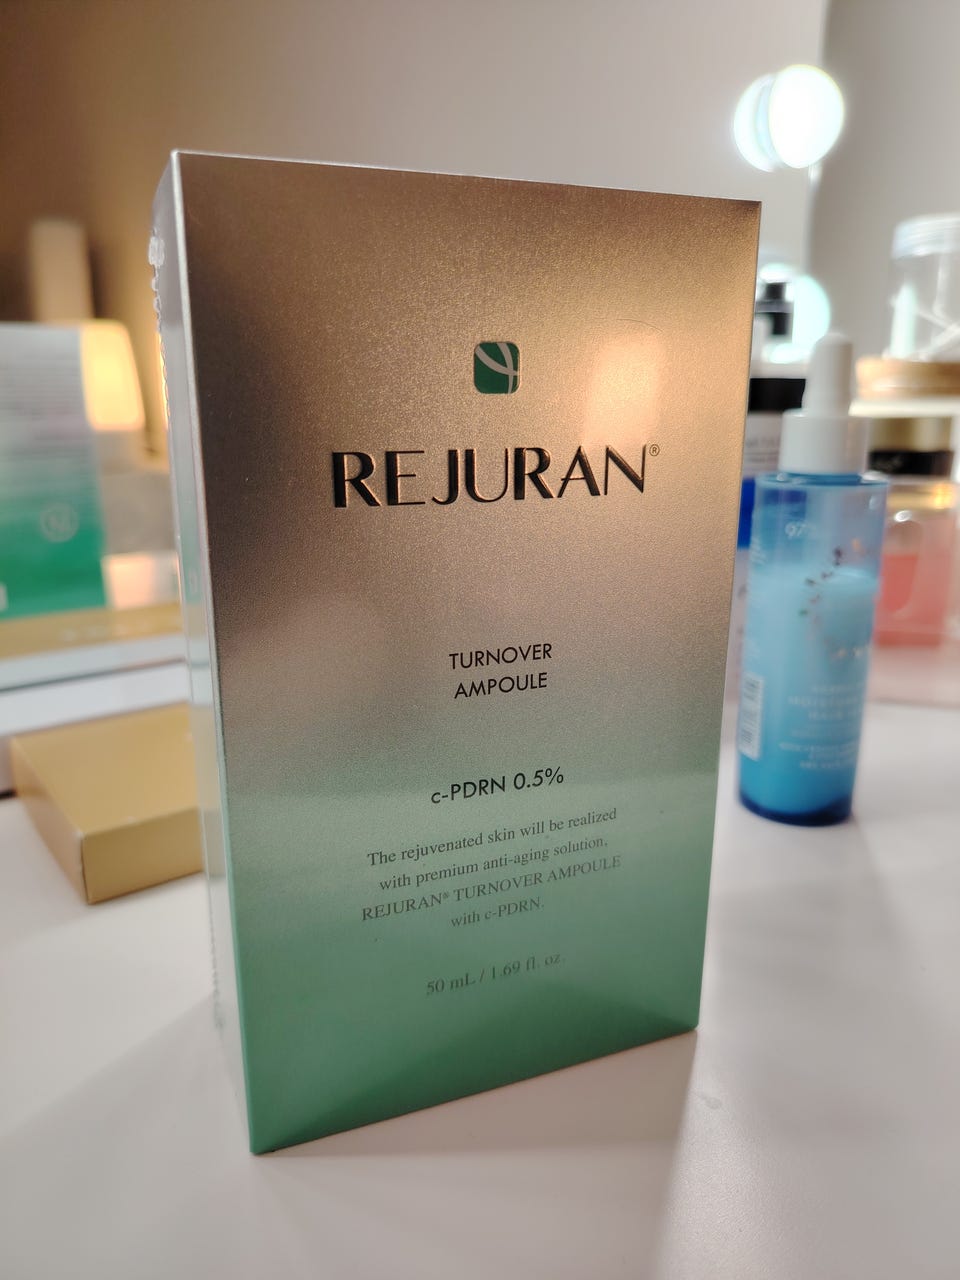 REJURAN®
TURNOVER
AMPOULE
c-PDRN 0.5%
The rejuvenated skin will be realized
with premium anti-aging solution,
REJURAN® TURNOVER AMPOULE
with c-PDRN.
50 mL / 1.69 fl. oz.
97%